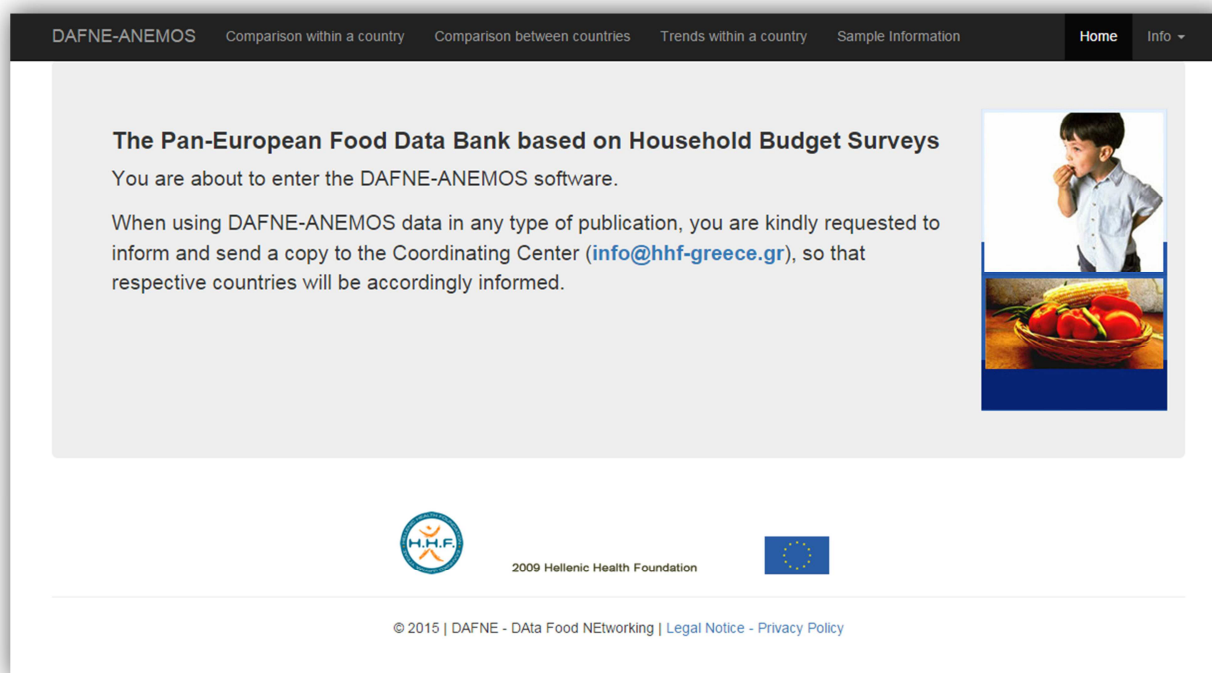 DAFNE-ANEMOS Comparison within a country Comparison between countries Trends within a country Sample Information Home Info
The Pan-European Food Data Bank based on Household Budget Surveys
You are about to enter the DAFNE-ANEMOS software.
When using DAFNE-ANEMOS data in any type of publication, you are kindly requested to
inform and send a copy to the Coordinating Center (info@hhf-greece.gr), so that
respective countries will be accordingly informed.
H.H.F.
2009 Hellenic Health Foundation
© 2015 | DAFNE - DAta Food NEtworking | Legal Notice - Privacy Policy